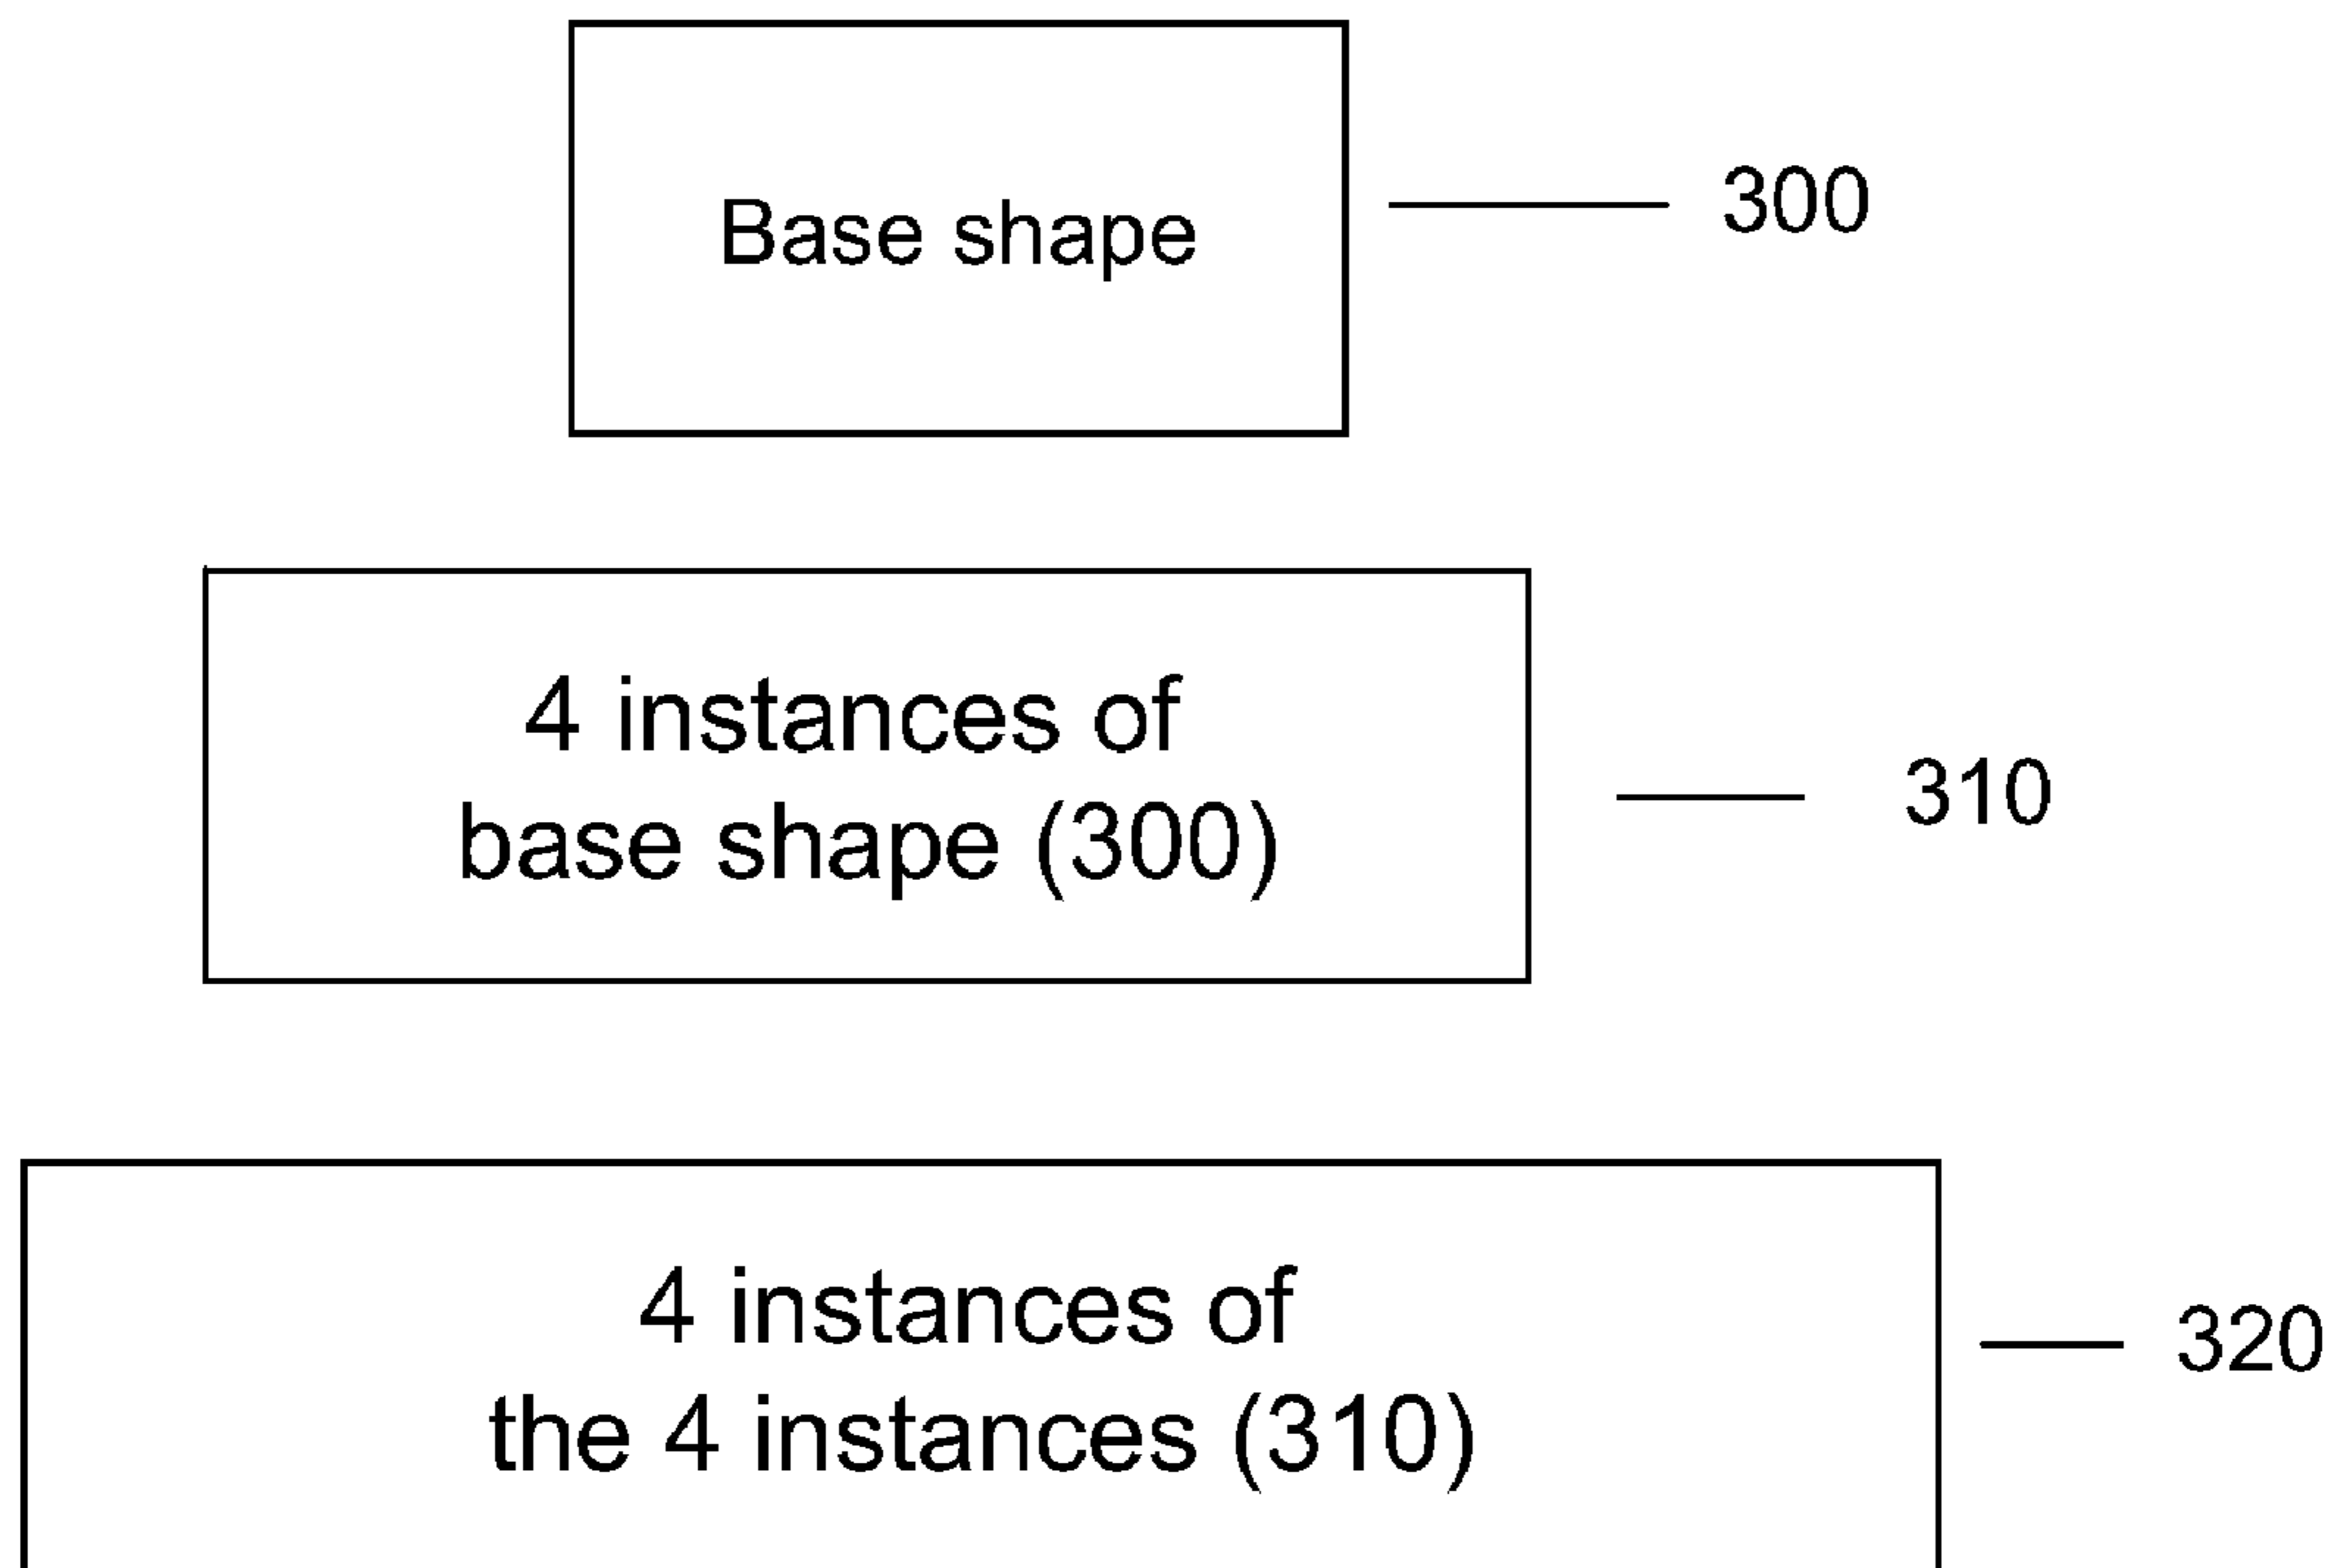 Base shape
300
4 instances of
base shape (300)
310
4 instances of
the 4 instances (310)
320